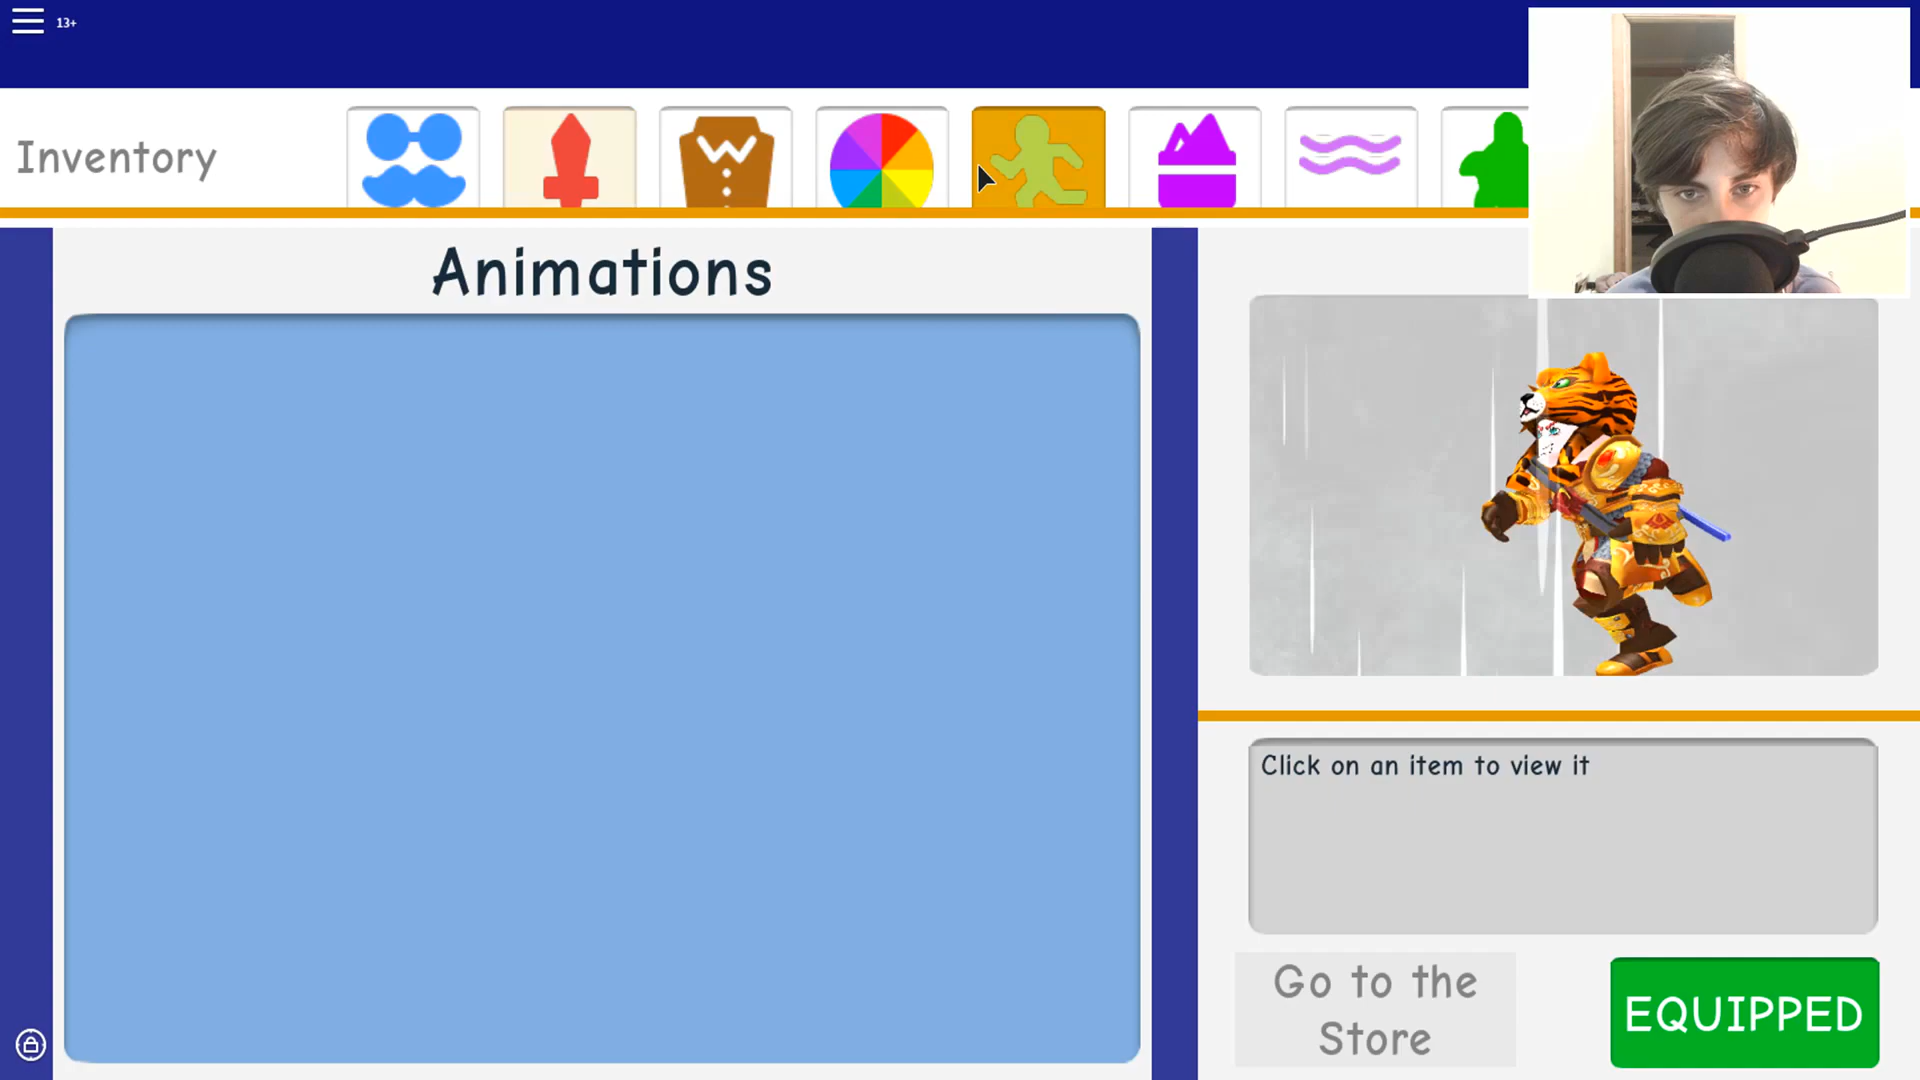 13+
Inventory
Animations
Click on an item to view it
Go to the
Store
EQUIPPED